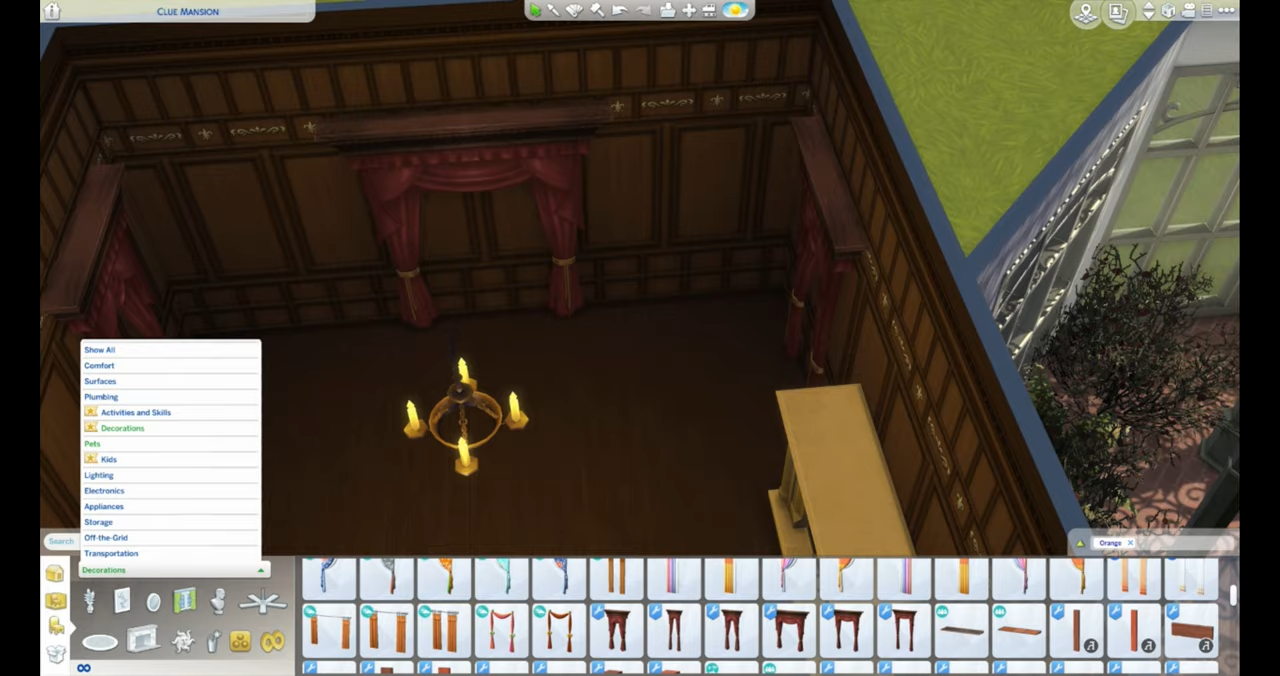 CLUE MANSION
Show All
Comfort
Surfaces
Plumbing
Activities and Skills
Decorations
Pets
Kids
Lighting
Electronics
Appliances
Storage
Off-the-Grid
Transportation
Search
Orange
Decorations